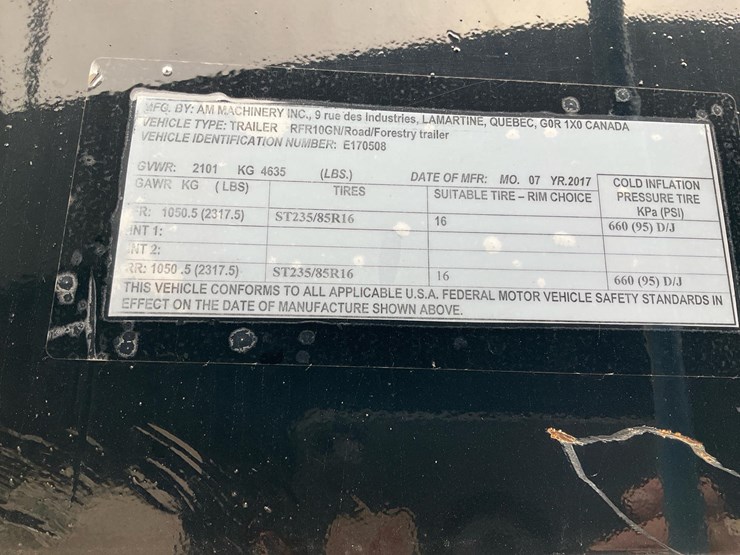 MFG. BY: AM MACHINERY INC., 9 rue des Industries, LAMARTINE, QUEBEC, G0R 1X0 CANADA
VEHICLE TYPE: TRAILER RFR10GN/Road/Forestry trailer
VEHICLE IDENTIFICATION NUMBER: E170508
GVWR: 2101 KG 4635 (LBS.) DATE OF MFR: MO. 07 YR.2017
GAWR KG (LBS) TIRES SUITABLE TIRE – RIM CHOICE COLD INFLATION
PRESSURE TIRE
KPa (PSI)
FR: 1050.5 (2317.5) ST235/85R16 16 660 (95) D/J
INT 1:
INT 2:
RR: 1050 .5 (2317.5) ST235/85R16 16 660 (95) D/J
THIS VEHICLE CONFORMS TO ALL APPLICABLE U.S.A. FEDERAL MOTOR VEHICLE SAFETY STANDARDS IN
EFFECT ON THE DATE OF MANUFACTURE SHOWN ABOVE.